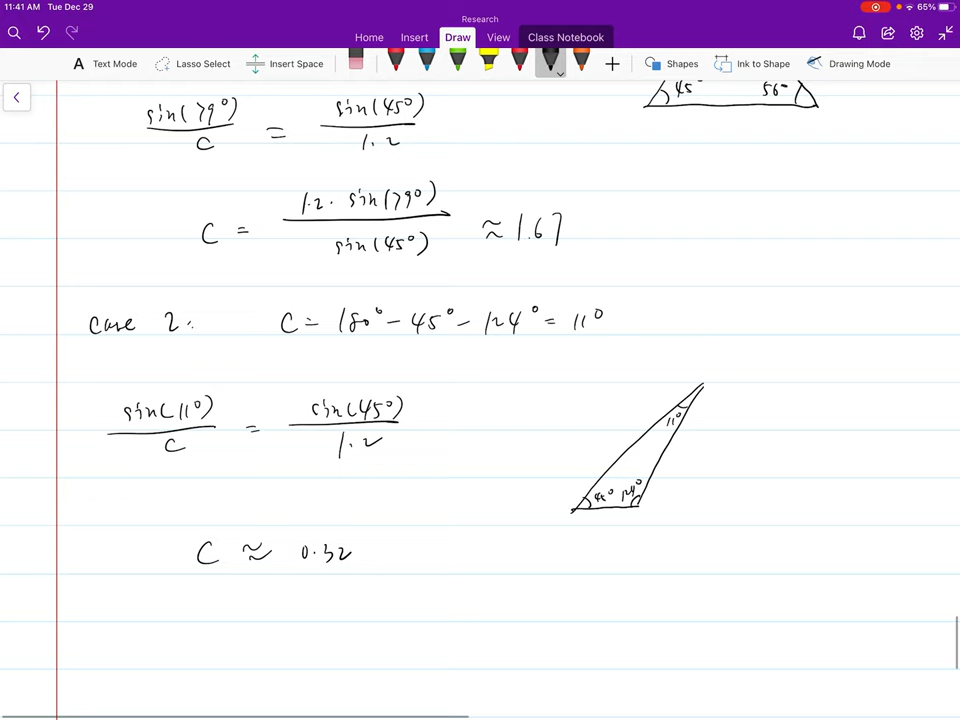 11:41 AM Tue Dec 29
65%
Research
Home Insert Draw View Class Notebook
Text Mode Lasso Select Insert Space Shapes Ink to Shape Drawing Mode
45° 56°
sin(79°)/C = sin(45°)/1.2
C = 1.2 · sin(79°)/sin(45°) ≈ 1.67
Case 2: C = 180° - 45° - 124° = 11°
sin(11°)/C = sin(45°)/1.2
11°
45° 124°
C ≈ 0.32